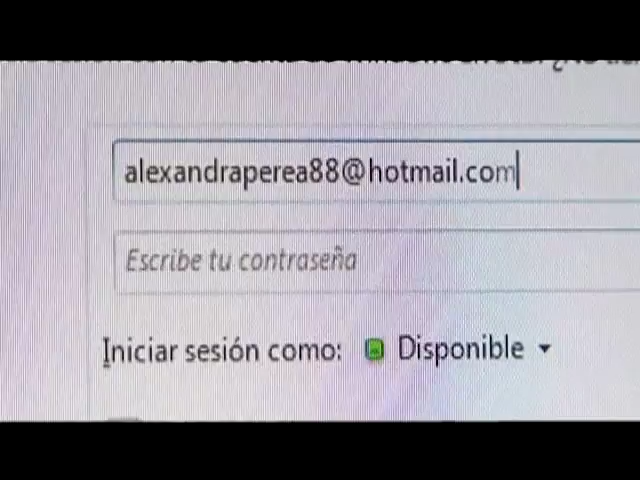 alexandraperea88@hotmail.com
Escribe tu contraseña
Iniciar sesión como: Disponible